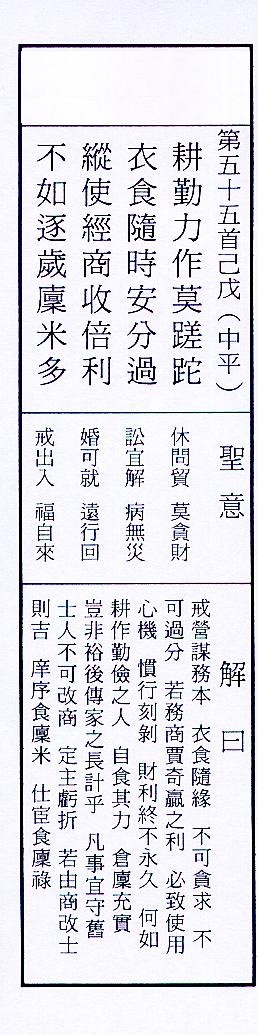 第五十五首己戊(中平)
耕勤力作莫蹉跎
衣食隨時安分過
縱使經商收倍利
不如逐歲廩米多
聖意
休問貿 莫貪財
訟宜解 病無災
婚可就 遠行回
戒出入 福自來
解曰
戒營謀務本 衣食隨緣 不可貪求 不
可過分 若務商賈奇贏之利 必致使用
心機 慣行刻剝 財利終不永久 何如
耕作勤儉之人 自食其力 倉廩充實
豈非裕後傳家之長計乎 凡事宜守舊
士人不可改商 定主虧折 若由商改士
則吉 庠序食廩米 仕宦食廩祿